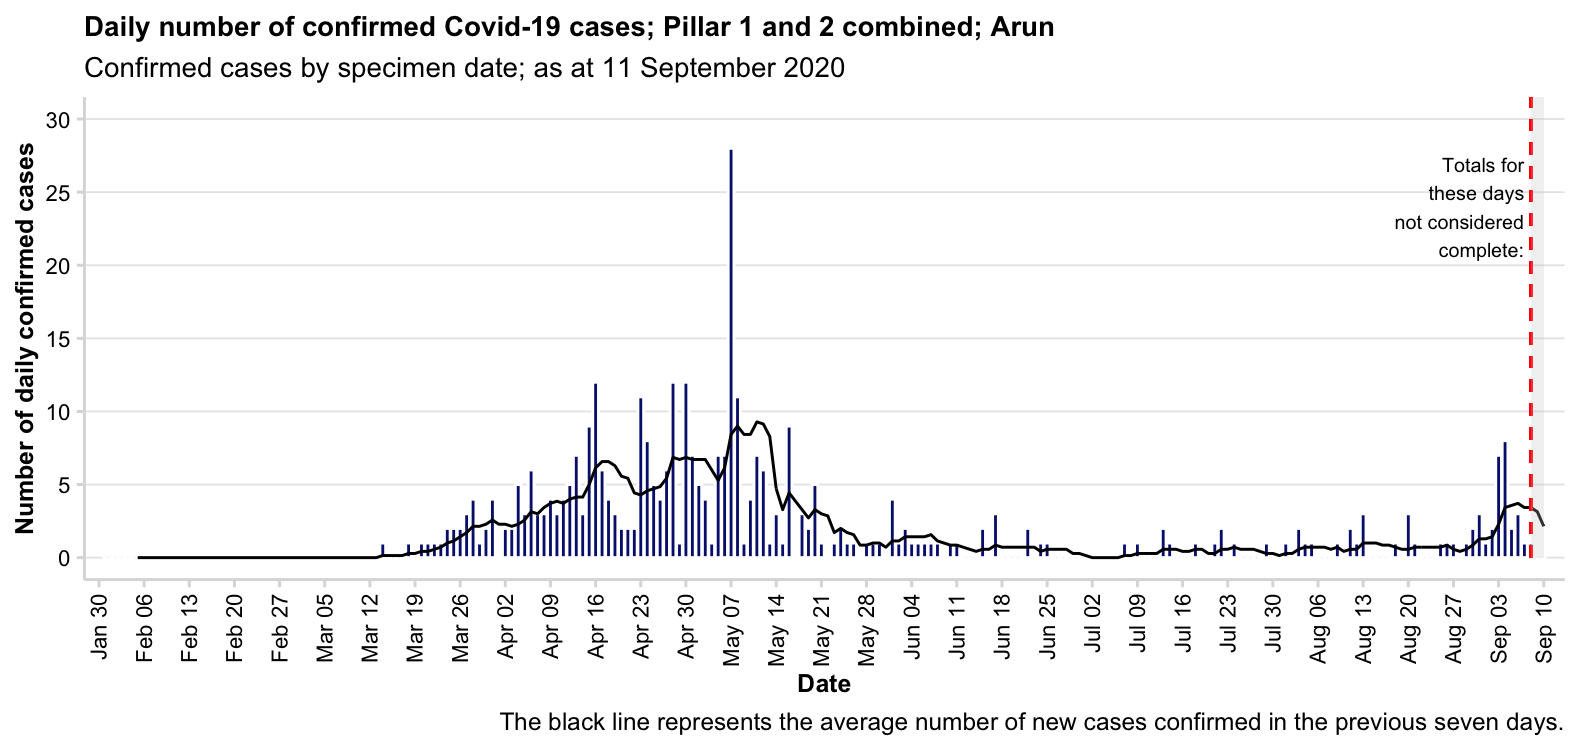 Daily number of confirmed Covid-19 cases; Pillar 1 and 2 combined; Arun
Confirmed cases by specimen date; as at 11 September 2020
Number of daily confirmed cases
30
25
20
15
10
5
0
Totals for
these days
not considered
complete:
Jan 30
Feb 06
Feb 13
Feb 20
Feb 27
Mar 05
Mar 12
Mar 19
Mar 26
Apr 02
Apr 09
Apr 16
Apr 23
Apr 30
May 07
May 14
May 21
May 28
Jun 04
Jun 11
Jun 18
Jun 25
Jul 02
Jul 09
Jul 16
Jul 23
Jul 30
Aug 06
Aug 13
Aug 20
Aug 27
Sep 03
Sep 10
Date
The black line represents the average number of new cases confirmed in the previous seven days.